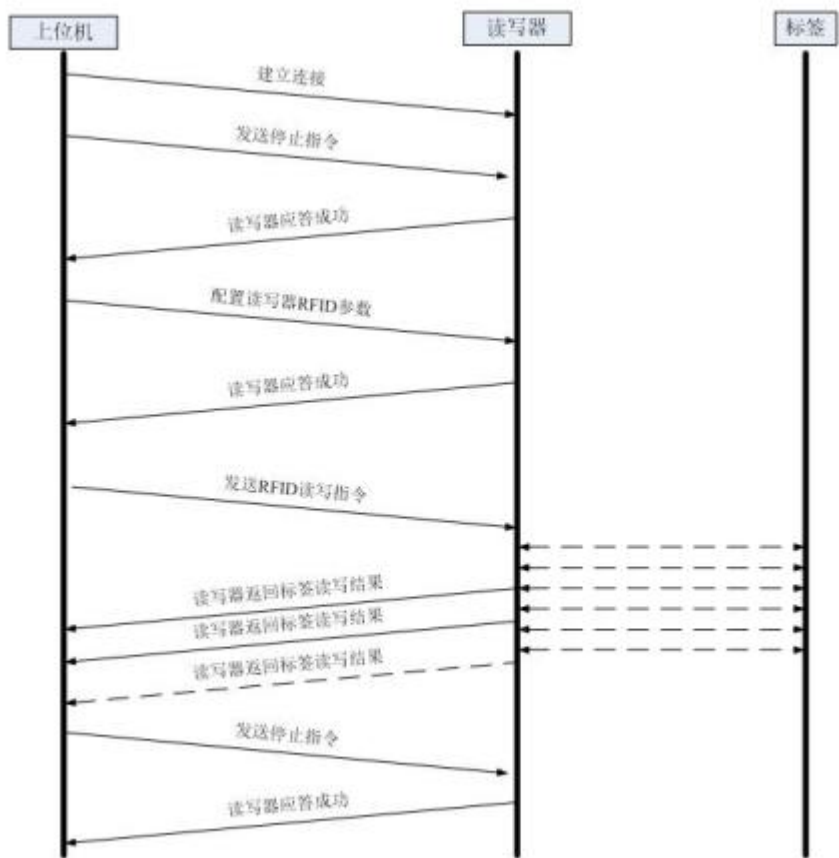 上位机
读写器
标签
建立连接
发送停止指令
读写器应答成功
配置读写器RFID参数
读写器应答成功
发送RFID读写指令
读写器返回标签读写结果
读写器返回标签读写结果
读写器返回标签读写结果
发送停止指令
读写器应答成功